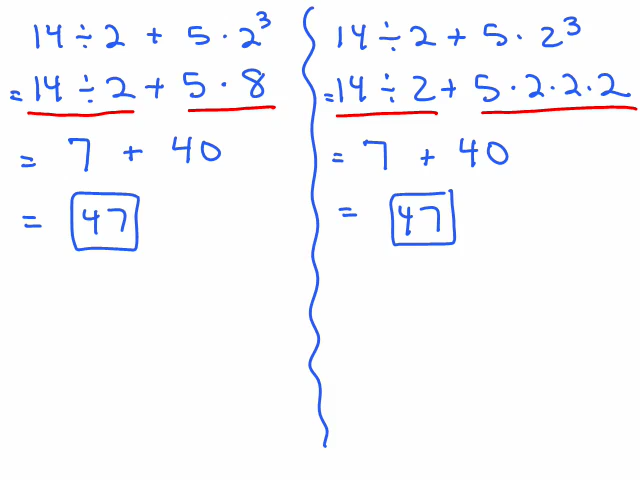 14 ÷ 2 + 5 · 2³
= 14 ÷ 2 + 5 · 8
= 7 + 40
= 47
14 ÷ 2 + 5 · 2³
= 14 ÷ 2 + 5 · 2 · 2 · 2
= 7 + 40
= 47